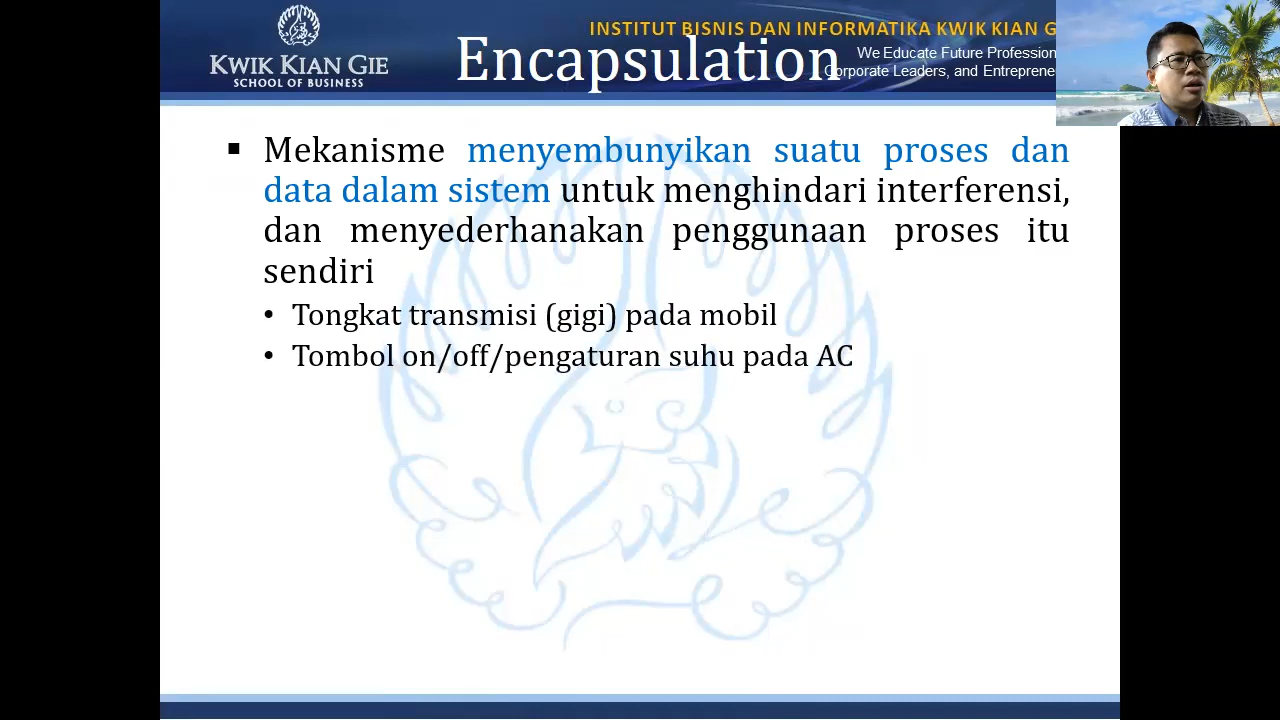 INSTITUT BISNIS DAN INFORMATIKA KWIK KIAN G
Encapsulation
We Educate Future Profession
Corporate Leaders, and Entreprene
KWIK KIAN GIE
SCHOOL OF BUSINESS
▪ Mekanisme menyembunyikan suatu proses dan
data dalam sistem untuk menghindari interferensi,
dan menyederhanakan penggunaan proses itu
sendiri
• Tongkat transmisi (gigi) pada mobil
• Tombol on/off/pengaturan suhu pada AC